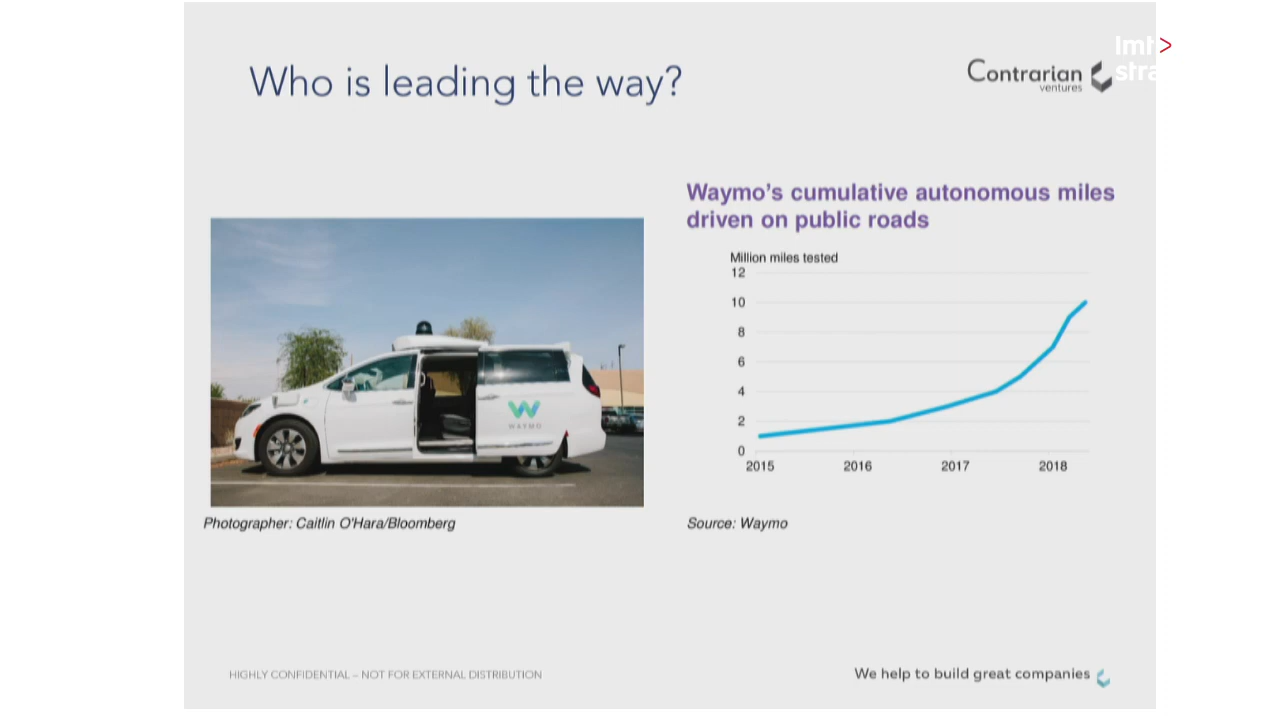 Who is leading the way?
Contrarian
ventures
Waymo's cumulative autonomous miles
driven on public roads
Million miles tested
12
10
8
6
4
2
0
2015 2016 2017 2018
WAYMO
Photographer: Caitlin O'Hara/Bloomberg
Source: Waymo
HIGHLY CONFIDENTIAL – NOT FOR EXTERNAL DISTRIBUTION
We help to build great companies